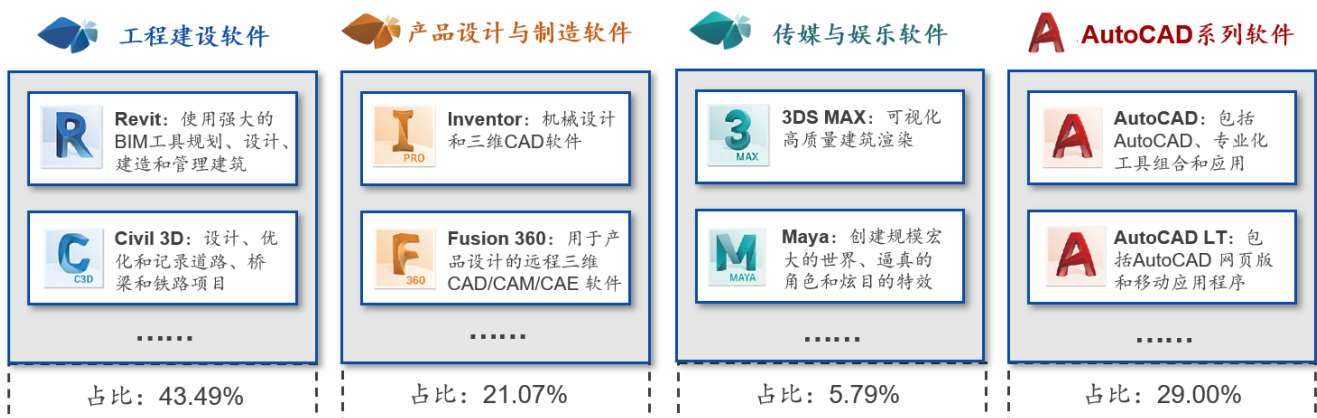 工程建设软件
Revit：使用强大的
BIM工具规划、设计、
建造和管理建筑
Civil 3D：设计、优
化和记录道路、桥
梁和铁路项目
C3D
……
占比：43.49%
产品设计与制造软件
PRO
Inventor：机械设计
和三维CAD软件
360
Fusion 360：用于产
品设计的远程三维
CAD/CAM/CAE 软件
……
占比：21.07%
传媒与娱乐软件
3
MAX
3DS MAX：可视化
高质量建筑渲染
M
MAYA
Maya：创建规模宏
大的世界、逼真的
角色和炫目的特效
……
占比：5.79%
AutoCAD系列软件
AutoCAD：包括
AutoCAD、专业化
工具组合和应用
AutoCAD LT：包
括AutoCAD 网页版
和移动应用程序
……
占比：29.00%